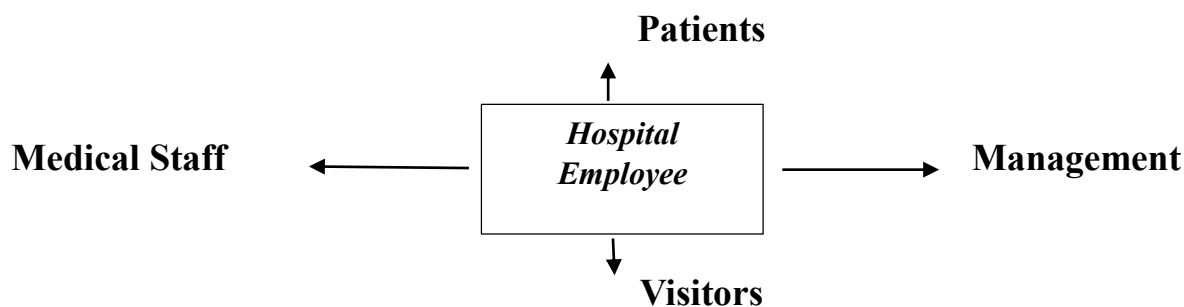 Patients
Hospital
Employee
Medical Staff
Management
Visitors